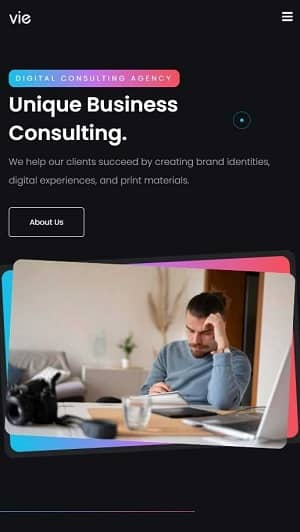 vie
DIGITAL CONSULTING AGENCY
Unique Business
Consulting.
We help our clients succeed by creating brand identities,
digital experiences, and print materials.
About Us